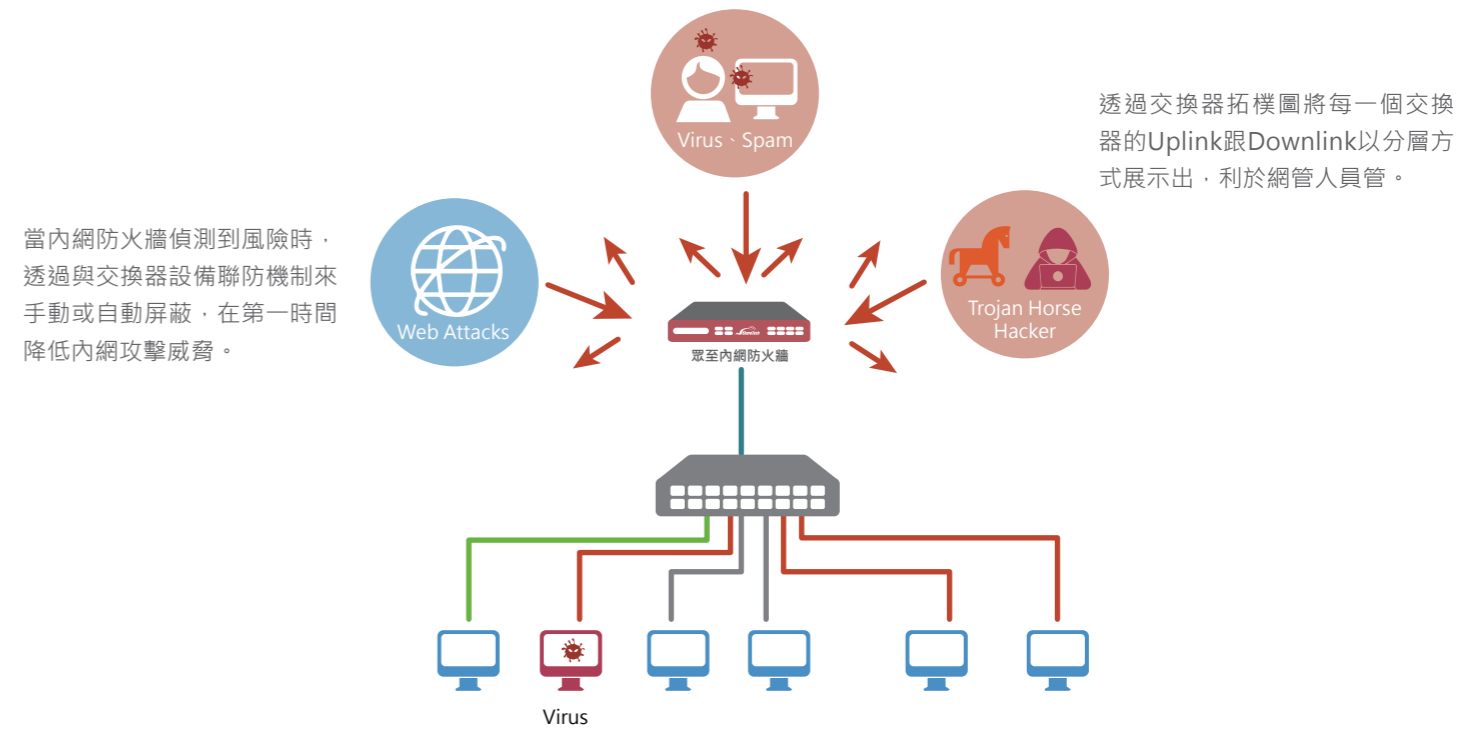 Virus、Spam
透過交換器拓樸圖將每一個交換
器的Uplink跟Downlink以分層方
式展示出，利於網管人員管。
當內網防火牆偵測到風險時，
透過與交換器設備聯防機制來
手動或自動屏蔽，在第一時間
降低內網攻擊威脅。
Web Attacks
Trojan Horse
Hacker
眾至內網防火牆
Virus